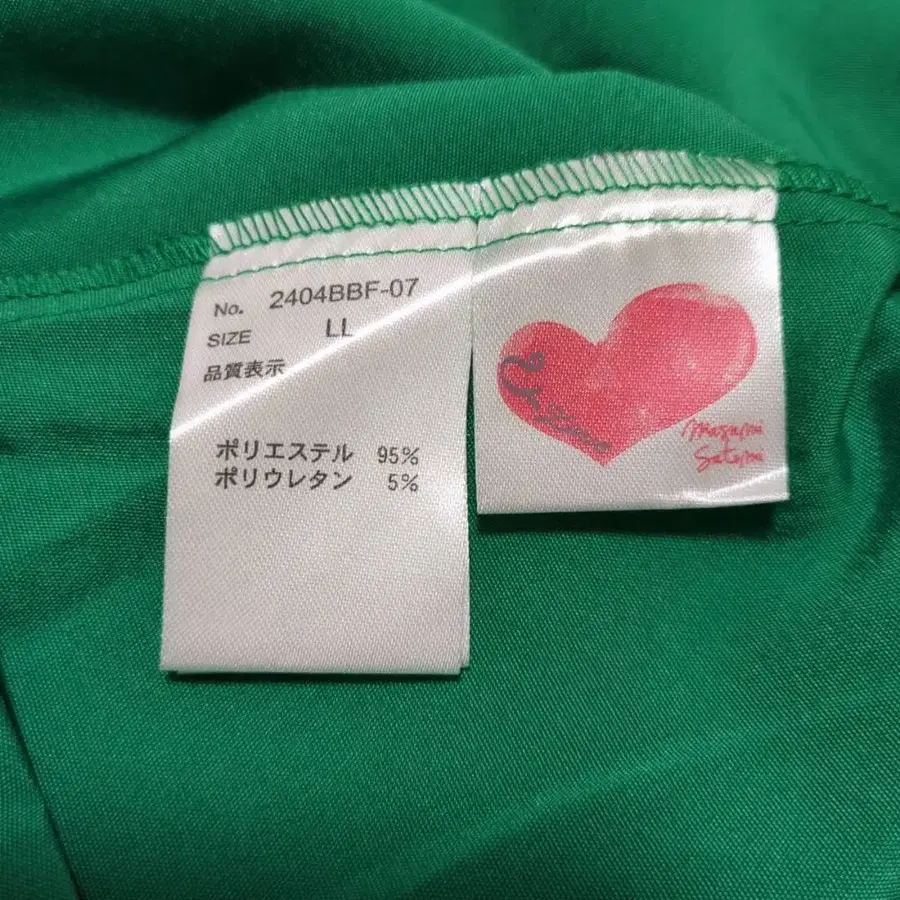 No. 2404BBF-07
SIZE LL
品質表示
ポリエステル 95%
ポリウレタン 5%
Masami
Satomi